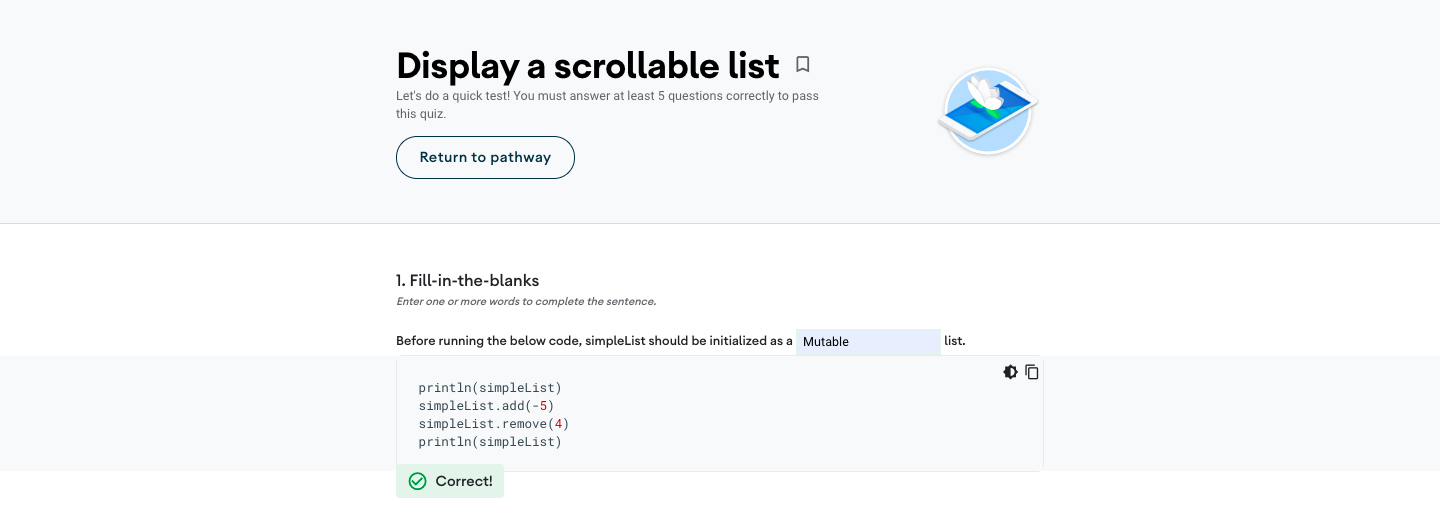 Display a scrollable list
Let's do a quick test! You must answer at least 5 questions correctly to pass
this quiz.
Return to pathway
1. Fill-in-the-blanks
Enter one or more words to complete the sentence.
Before running the below code, simpleList should be initialized as a Mutable list.
println(simpleList)
simpleList.add(-5)
simpleList.remove(4)
println(simpleList)
Correct!